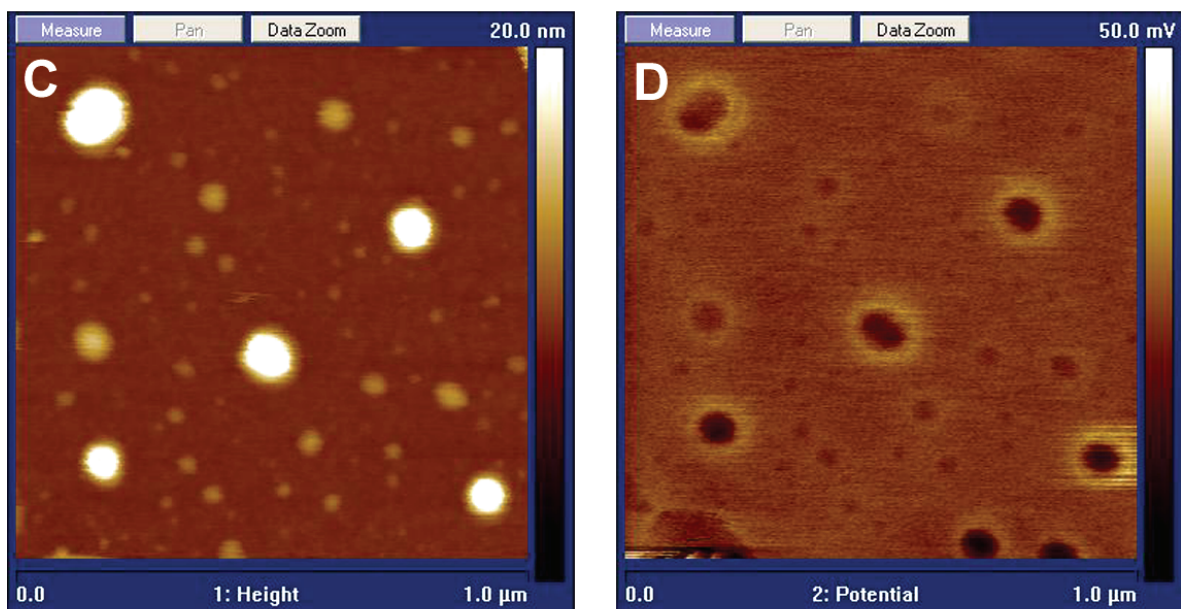 Measure Pan Data Zoom 20.0 nm
C
0.0 1: Height 1.0 µm
Measure Pan Data Zoom 50.0 mV
D
0.0 2: Potential 1.0 µm